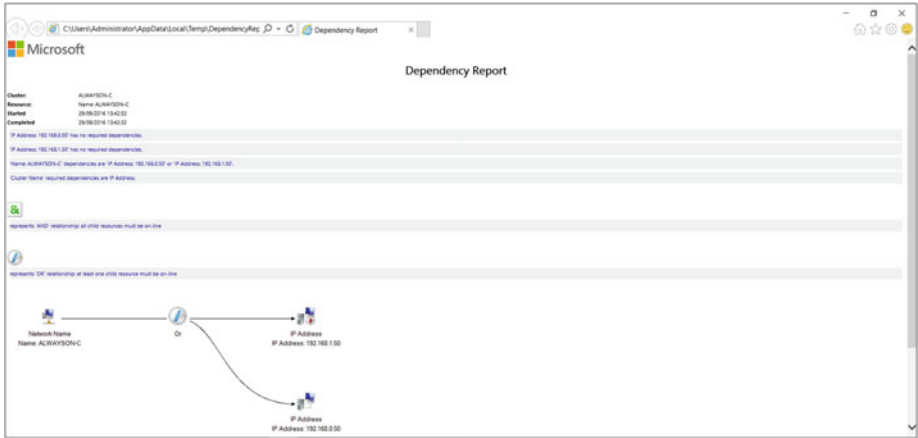 C:\Users\Administrator\AppData\Local\Temp\DependencyRep
Dependency Report
Microsoft
Dependency Report
Cluster: ALWAYSON-C
Resource: Name: ALWAYSON-C
Started 29/09/2016 13:42:52
Completed 29/09/2016 13:42:52
'IP Address: 192.168.0.50' has no required dependencies.
'IP Address: 192.168.1.50' has no required dependencies.
'Name: ALWAYSON-C' dependencies are 'IP Address: 192.168.0.50' or 'IP Address: 192.168.1.50'.
'Cluster Name' required dependencies are IP Address.
&
represents 'AND' relationship: all child resources must be on-line
represents 'OR' relationship: at least one child resource must be on-line
Network Name
Name: ALWAYSON-C
Or
IP Address
IP Address: 192.168.1.50
IP Address
IP Address: 192.168.0.50